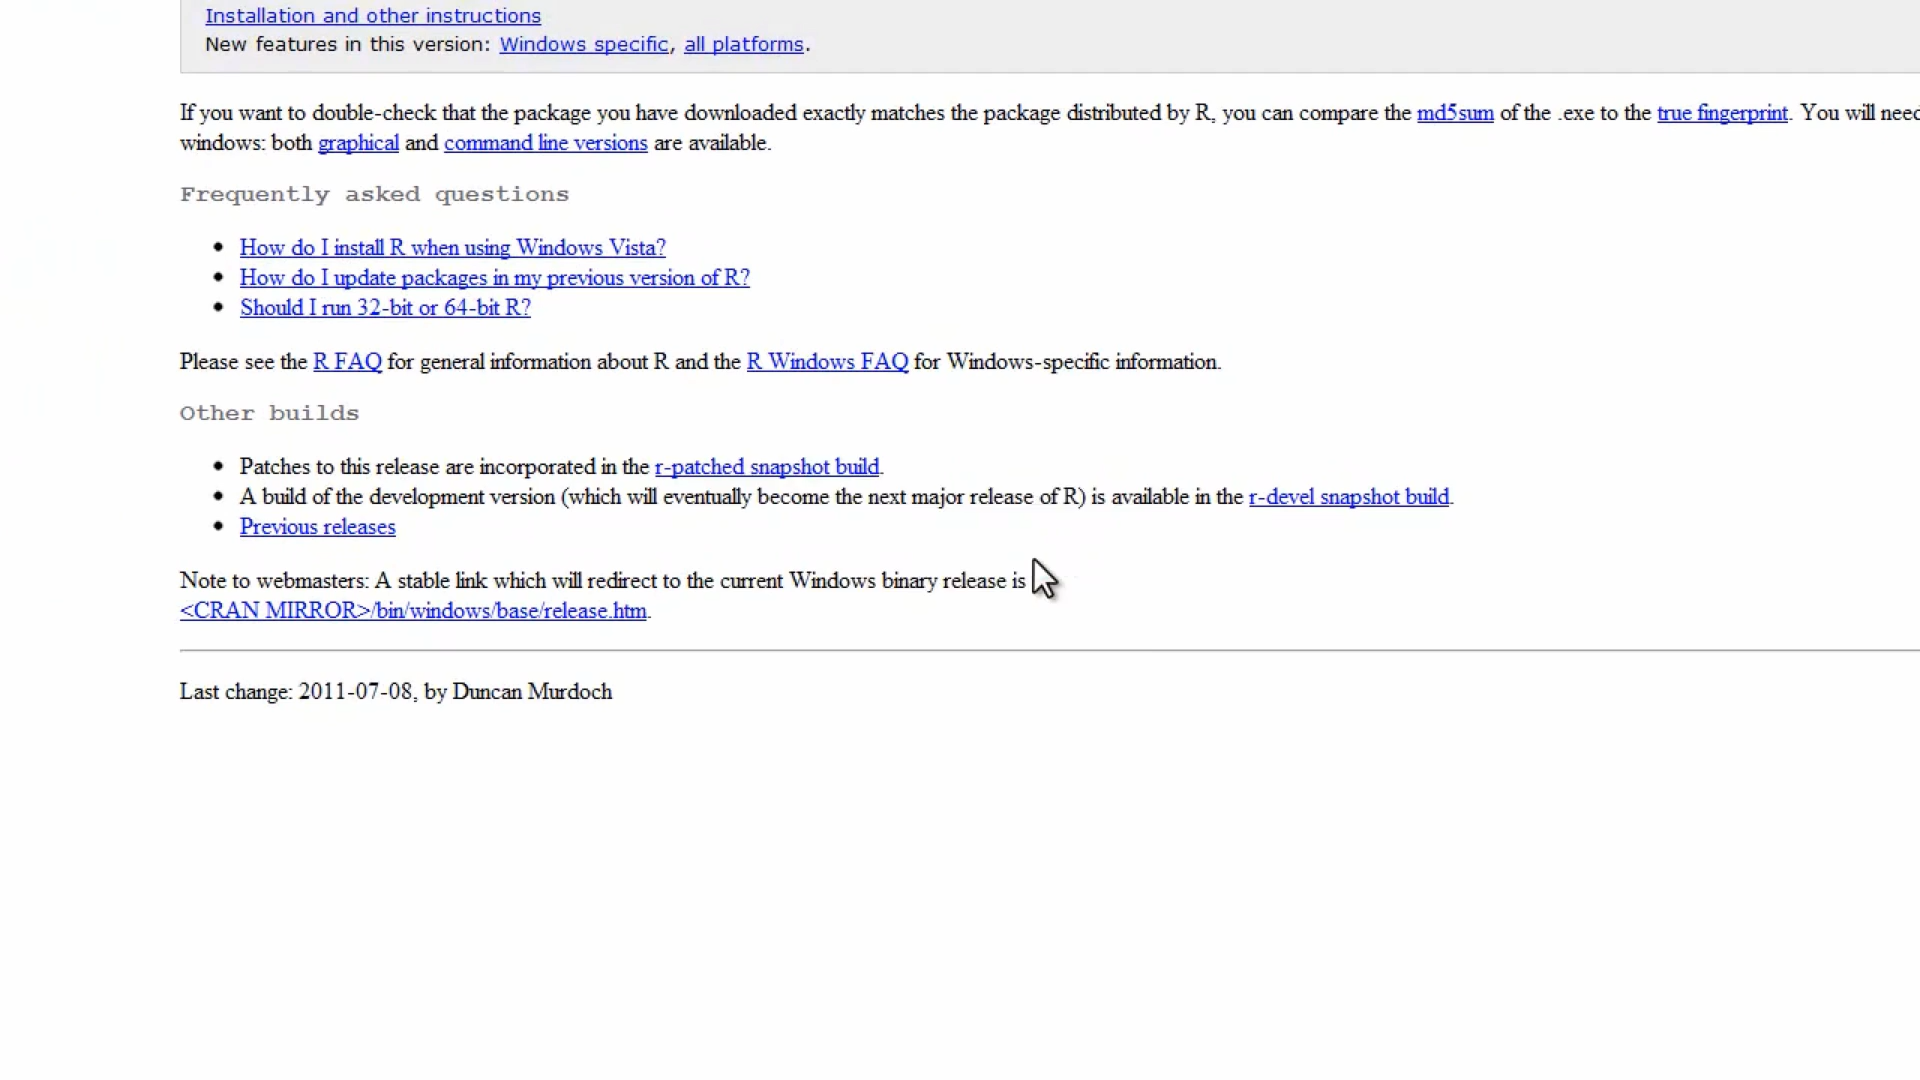 Installation and other instructions
New features in this version: Windows specific, all platforms.
If you want to double-check that the package you have downloaded exactly matches the package distributed by R, you can compare the md5sum of the .exe to the true fingerprint. You will need
windows: both graphical and command line versions are available.
Frequently asked questions
• How do I install R when using Windows Vista?
• How do I update packages in my previous version of R?
• Should I run 32-bit or 64-bit R?
Please see the R FAQ for general information about R and the R Windows FAQ for Windows-specific information.
Other builds
• Patches to this release are incorporated in the r-patched snapshot build.
• A build of the development version (which will eventually become the next major release of R) is available in the r-devel snapshot build.
• Previous releases
Note to webmasters: A stable link which will redirect to the current Windows binary release is
<CRAN MIRROR>/bin/windows/base/release.htm.
Last change: 2011-07-08, by Duncan Murdoch